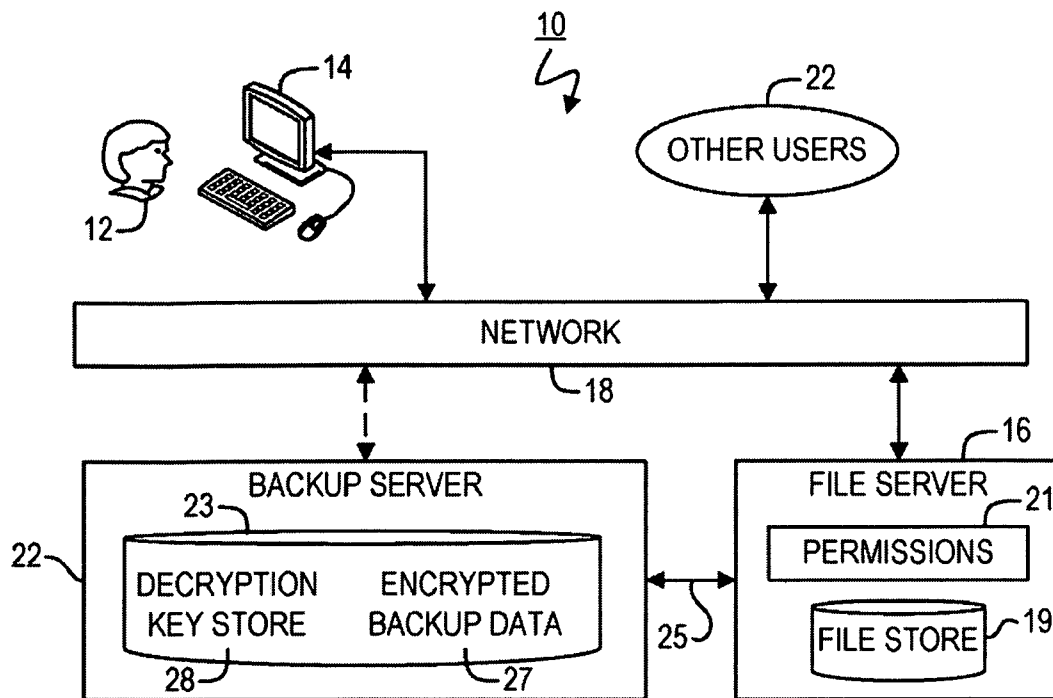 10
14
22
OTHER USERS
12
NETWORK
18
16
BACKUP SERVER
FILE SERVER
23
21
22
DECRYPTION KEY STORE
ENCRYPTED BACKUP DATA
PERMISSIONS
25
FILE STORE
19
28
27